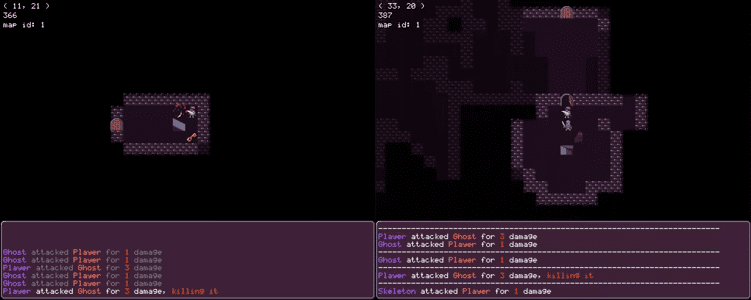 ( 11, 21 )
366
map id: 1
Ghost attacked Player for 1 damage
Ghost attacked Player for 1 damage
Player attacked Ghost for 3 damage
Ghost attacked Player for 1 damage
Ghost attacked Player for 1 damage
Player attacked Ghost for 3 damage, killing it
( 33, 20 )
387
map id: 1
Player attacked Ghost for 3 damage
Ghost attacked Player for 1 damage
Ghost attacked Player for 1 damage
Player attacked Ghost for 3 damage, killing it
Skeleton attacked Player for 1 damage